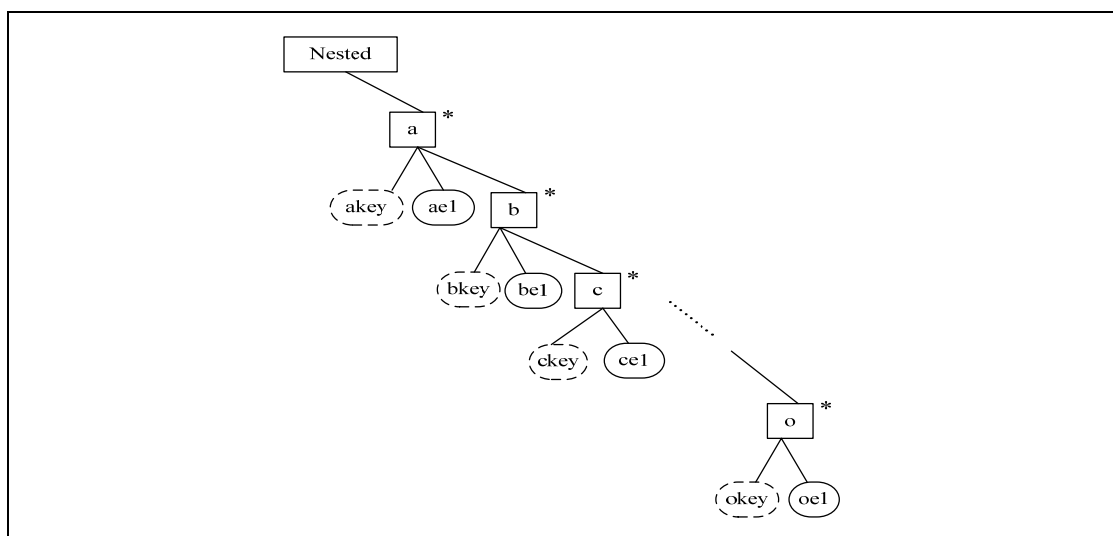 Nested
a *
akey ae1 b *
bkey be1 c *
ckey ce1
o *
okey oe1